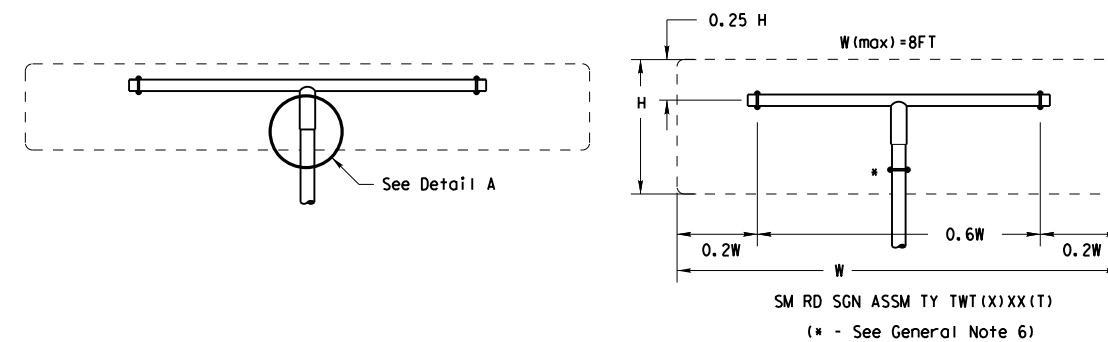 0.25 H
W(max)=8FT
H
See Detail A
*
0.2W
0.6W
0.2W
W
SM RD SGN ASSM TY TWT(X)XX(T)
(* - See General Note 6)